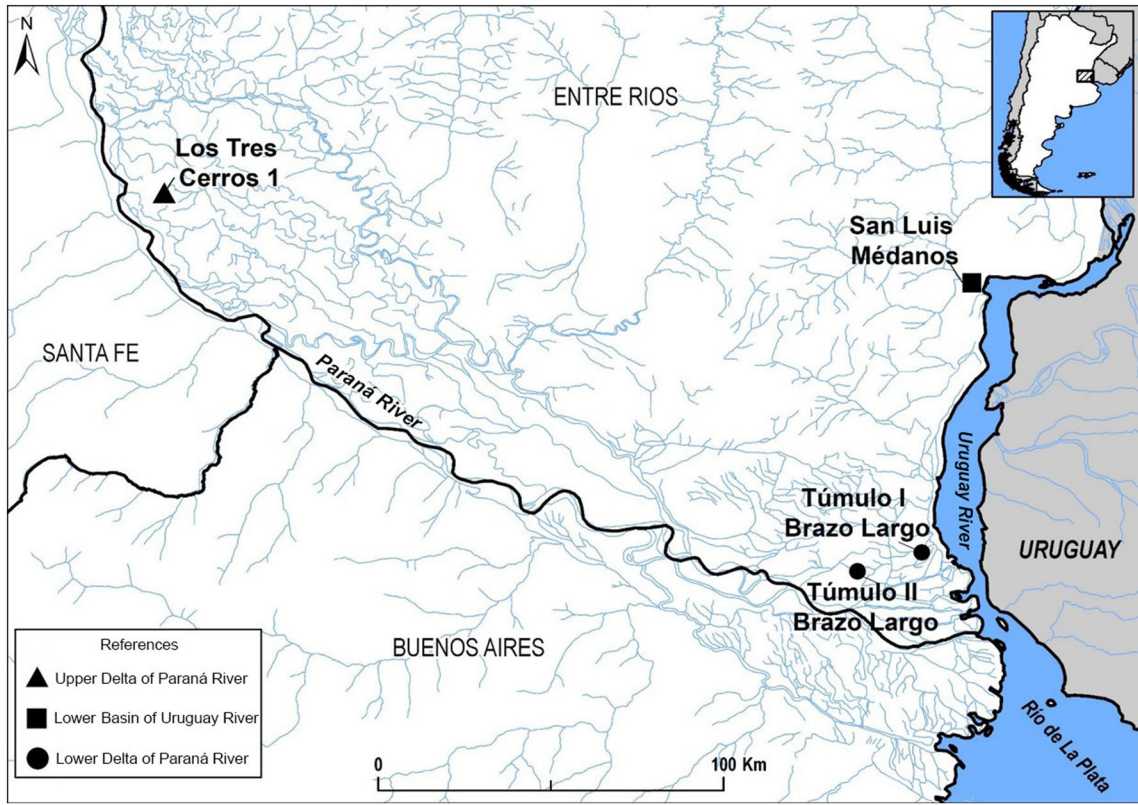 N
ENTRE RIOS
Los Tres
Cerros 1
San Luis
Médanos
SANTA FE
Paraná River
Uruguay River
Túmulo I
Brazo Largo
URUGUAY
Túmulo II
Brazo Largo
BUENOS AIRES
Río de La Plata
References
Upper Delta of Paraná River
Lower Basin of Uruguay River
Lower Delta of Paraná River
0
100 Km